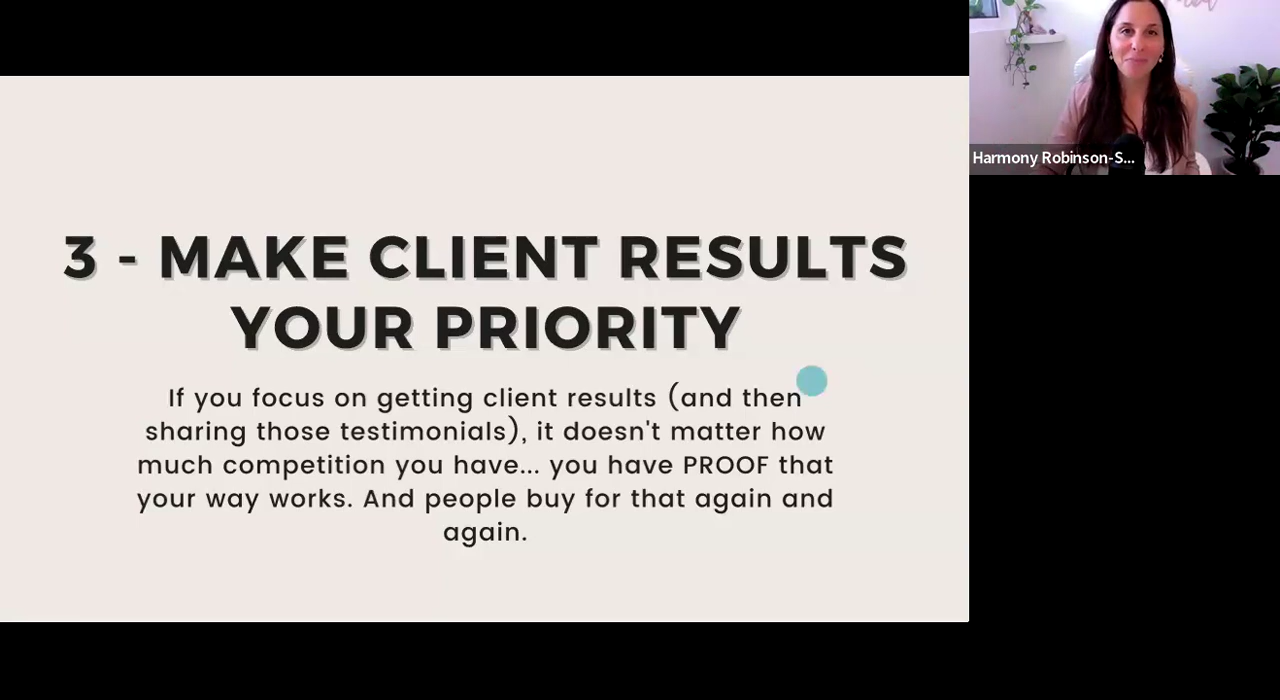 3 - MAKE CLIENT RESULTS
YOUR PRIORITY
If you focus on getting client results (and then
sharing those testimonials), it doesn't matter how
much competition you have... you have PROOF that
your way works. And people buy for that again and
again.
Harmony Robinson-S...